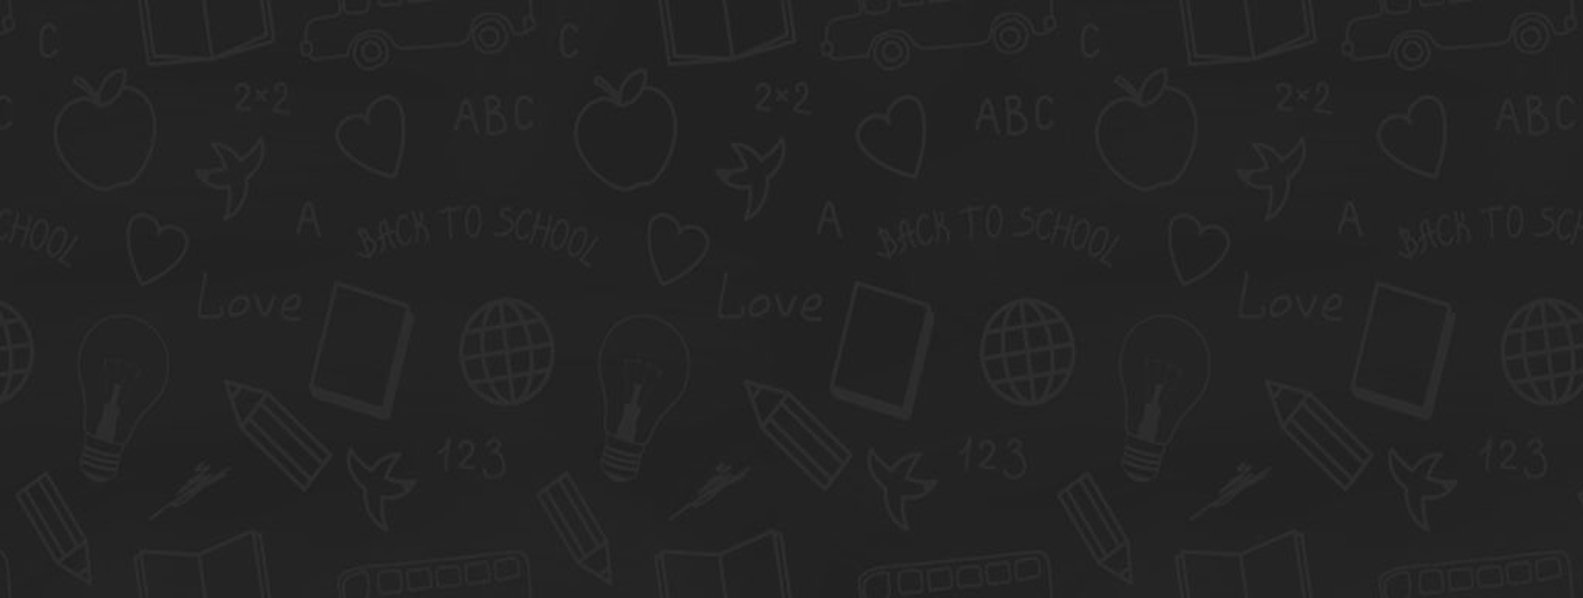 C C C
2×2 2×2 2×2
C ABC ABC ABC
A A A
CHOOL BACK TO SCHOOL BACK TO SCHOOL BACK TO SC
Love Love Love
123 123 123